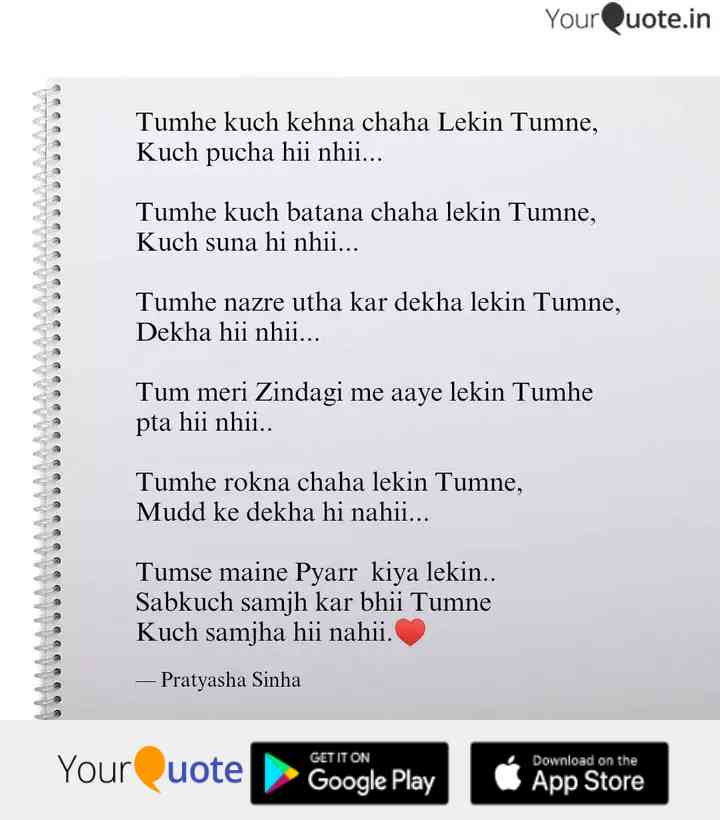 YourQuote.in
Tumhe kuch kehna chaha Lekin Tumne,
Kuch pucha hii nhii...
Tumhe kuch batana chaha lekin Tumne,
Kuch suna hi nhii...
Tumhe nazre utha kar dekha lekin Tumne,
Dekha hii nhii...
Tum meri Zindagi me aaye lekin Tumhe
pta hii nhii..
Tumhe rokna chaha lekin Tumne,
Mudd ke dekha hi nahii...
Tumse maine Pyarr kiya lekin..
Sabkuch samjh kar bhii Tumne
Kuch samjha hii nahii.❤️
— Pratyasha Sinha
YourQuote
GET IT ON
Google Play
Download on the
App Store